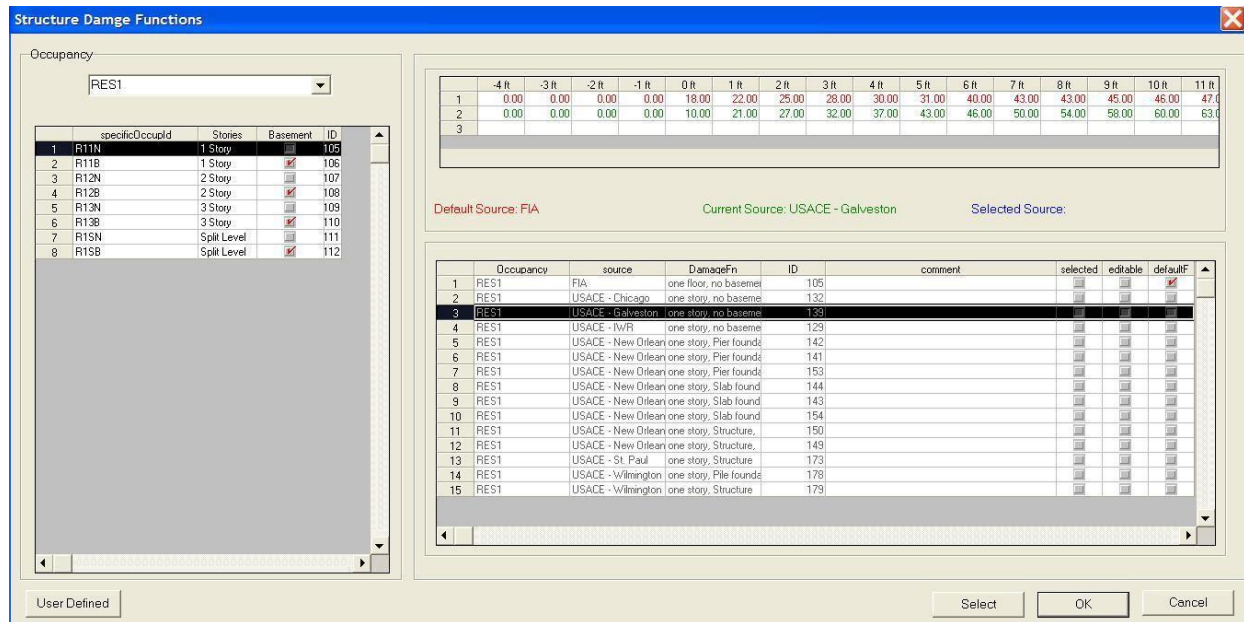 Structure Damge Functions
Occupancy
RES1
specificOccupId Stories Basement ID
1 R11N 1 Story 105
2 R11B 1 Story 106
3 R12N 2 Story 107
4 R12B 2 Story 108
5 R13N 3 Story 109
6 R13B 3 Story 110
7 R1SN Split Level 111
8 R1SB Split Level 112
-4 ft -3 ft -2 ft -1 ft 0 ft 1 ft 2 ft 3 ft 4 ft 5 ft 6 ft 7 ft 8 ft 9 ft 10 ft 11 ft
1 0.00 0.00 0.00 0.00 18.00 22.00 25.00 28.00 30.00 31.00 40.00 43.00 43.00 45.00 46.00 47.0
2 0.00 0.00 0.00 0.00 10.00 21.00 27.00 32.00 37.00 43.00 46.00 50.00 54.00 58.00 60.00 63.0
3
Default Source: FIA Current Source: USACE - Galveston Selected Source:
Occupancy source DamageFn ID comment selected editable defaultF
1 RES1 FIA one floor, no basemer 105
2 RES1 USACE - Chicago one story, no baseme 132
3 RES1 USACE - Galveston one story, no baseme 139
4 RES1 USACE - IWR one story, no baseme 129
5 RES1 USACE - New Orlean one story, Pier founda 142
6 RES1 USACE - New Orlean one story, Pier founda 141
7 RES1 USACE - New Orlean one story, Pier founda 153
8 RES1 USACE - New Orlean one story, Slab found 144
9 RES1 USACE - New Orlean one story, Slab found 143
10 RES1 USACE - New Orlean one story, Slab found 154
11 RES1 USACE - New Orlean one story, Structure, 150
12 RES1 USACE - New Orlean one story, Structure, 149
13 RES1 USACE - St. Paul one story, Structure 173
14 RES1 USACE - Wilmington one story, Pile founda 178
15 RES1 USACE - Wilmington one story, Structure 179
User Defined Select OK Cancel